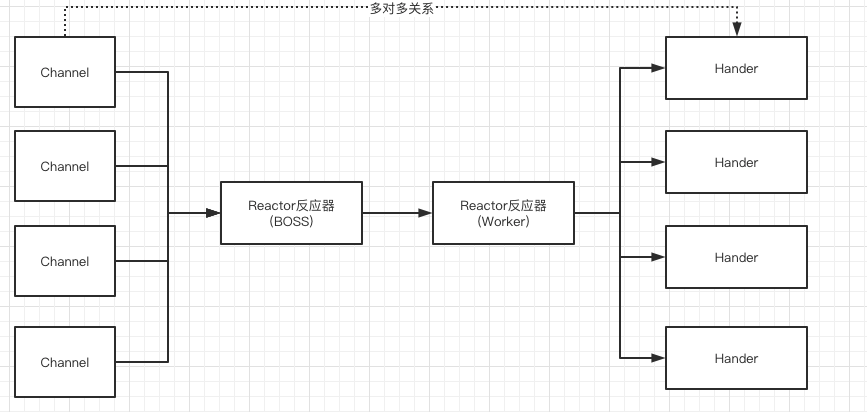 多对多关系
Channel
Hander
Channel
Hander
Reactor反应器
(BOSS)
Reactor反应器
(Worker)
Channel
Hander
Channel
Hander